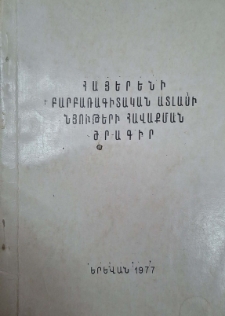 ՀԱՅԵՐԵՆԻ
ԲԱՐԲԱՌԱԳԻՏԱԿԱՆ ԱՏԼԱՍԻ
ՆՅՈՒԹԵՐԻ ՀԱՎԱՔՄԱՆ
ԾՐԱԳԻՐ
ԵՐԵՎԱՆ 1977